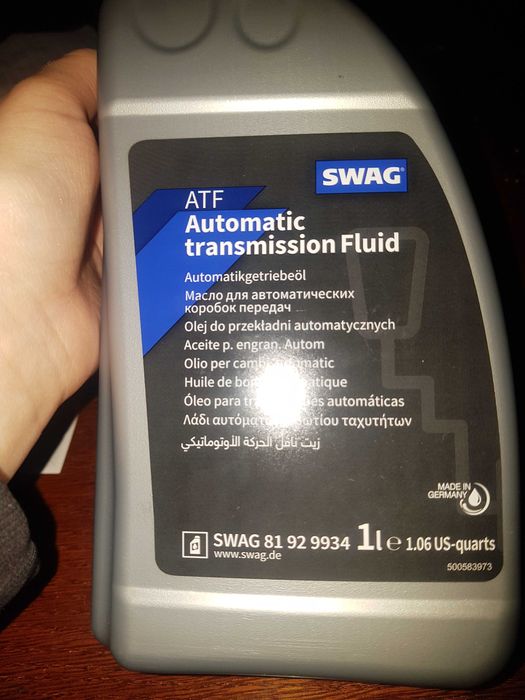 SWAG®
ATF
Automatic
transmission Fluid
Automatikgetriebeöl
Масло для автоматических
коробок передач
Olej do przekładni automatycznych
Aceite p. engran. Autom
Olio per cambi
Huile de
Óleo para automáticas
Λάδι ταχυτήτων
زيت ناقل الحركة الأوتوماتيكي
MADE IN
GERMANY
SWAG 81 92 9934 1l e 1.06 US-quarts
www.swag.de
500583973